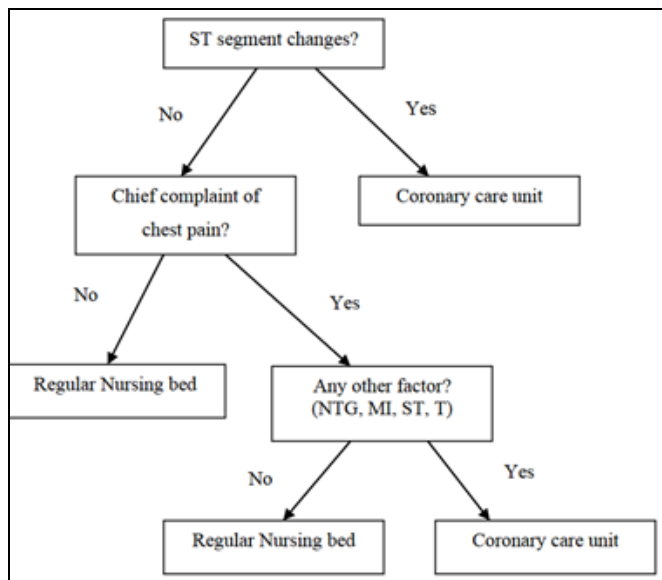 ST segment changes?
No
Yes
Chief complaint of
chest pain?
Coronary care unit
No
Yes
Regular Nursing bed
Any other factor?
(NTG, MI, ST, T)
No
Yes
Regular Nursing bed
Coronary care unit